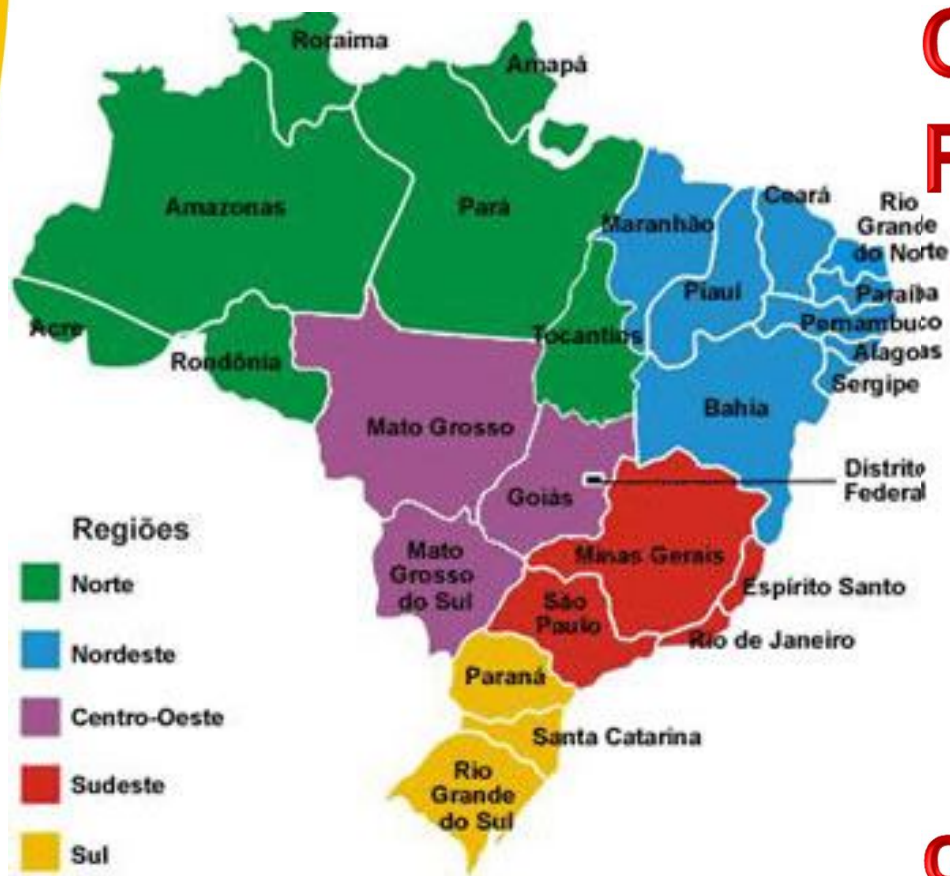 Roraima
Amapá
Amazonas
Pará
Maranhão
Ceará
Rio
Grande
do Norte
Piauí
Paraíba
Pernambuco
Alagoas
Sergipe
Acre
Rondônia
Tocantins
Bahia
Mato Grosso
Distrito
Federal
Goiás
Minas Gerais
Mato
Grosso
do Sul
Espírito Santo
São
Paulo
Rio de Janeiro
Paraná
Santa Catarina
Rio
Grande
do Sul
Regiões
Norte
Nordeste
Centro-Oeste
Sudeste
Sul